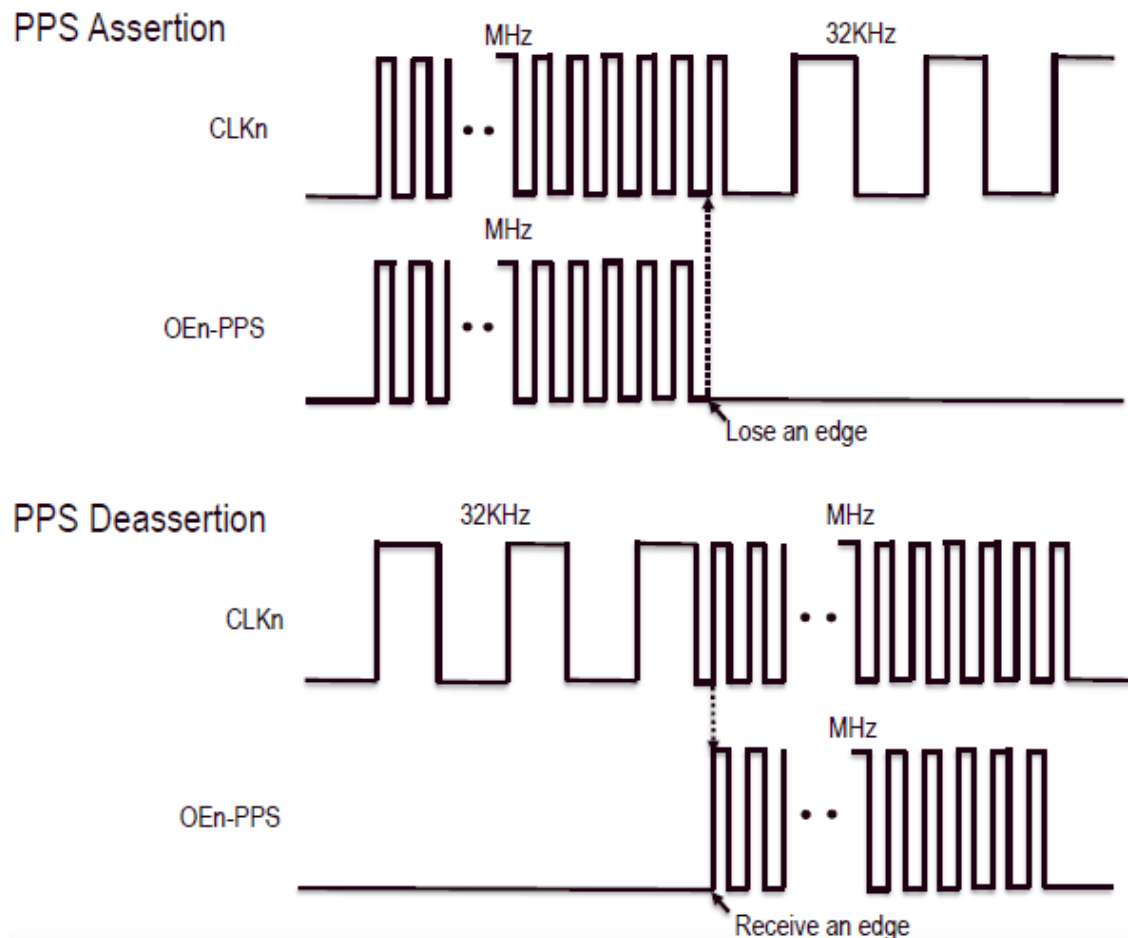 PPS Assertion
MHz
32KHz
CLKn
MHz
OEn-PPS
Lose an edge
PPS Deassertion
32KHz
MHz
CLKn
MHz
OEn-PPS
Receive an edge